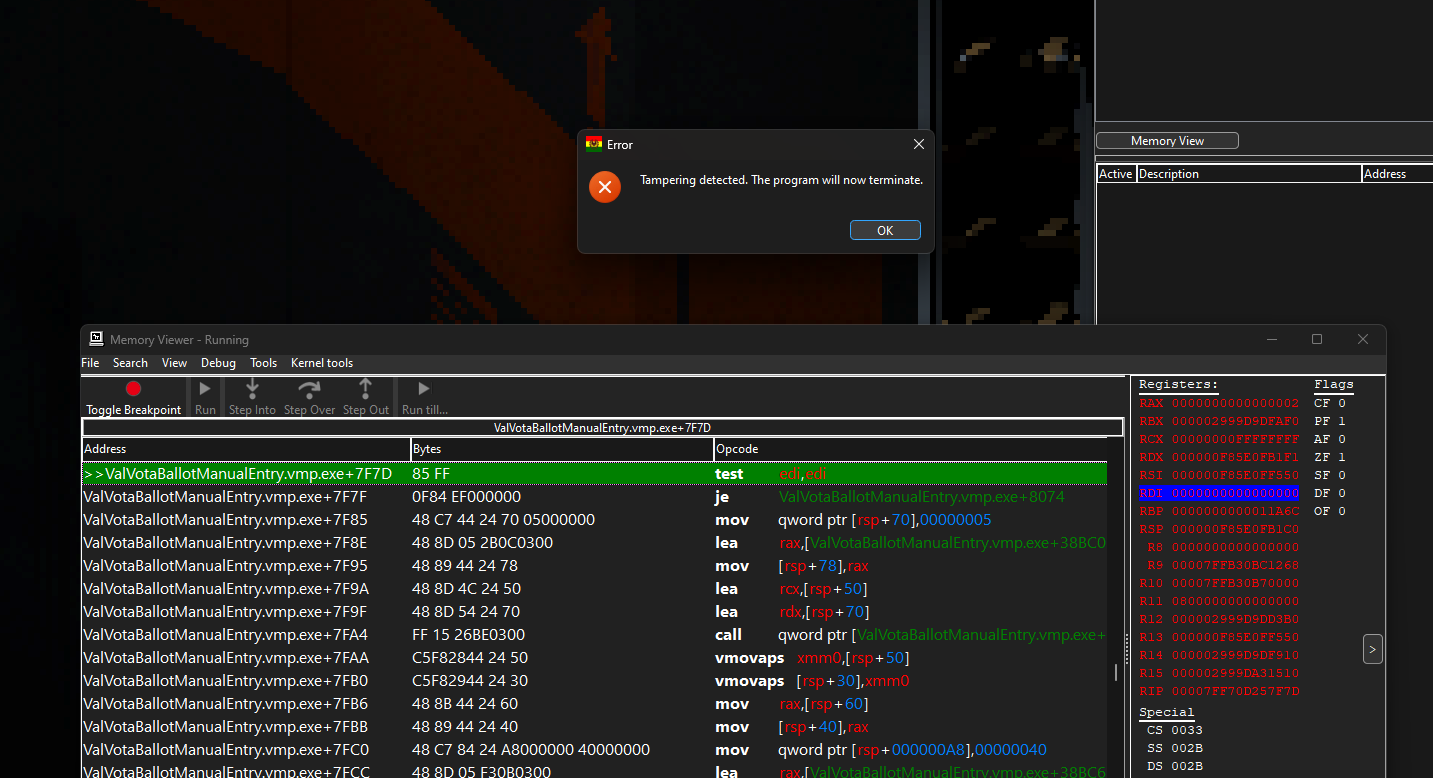 Error
Tampering detected. The program will now terminate.
OK
Memory View
Active Description Address
Memory Viewer - Running
File Search View Debug Tools Kernel tools
Toggle Breakpoint Run Step Into Step Over Step Out Run till...
ValVotaBallotManualEntry.vmp.exe+7F7D
Address Bytes Opcode
>>ValVotaBallotManualEntry.vmp.exe+7F7D 85 FF test edi,edi
ValVotaBallotManualEntry.vmp.exe+7F7F 0F84 EF000000 je ValVotaBallotManualEntry.vmp.exe+8074
ValVotaBallotManualEntry.vmp.exe+7F85 48 C7 44 24 70 05000000 mov qword ptr [rsp+70],00000005
ValVotaBallotManualEntry.vmp.exe+7F8E 48 8D 05 2B0C0300 lea rax,[ValVotaBallotManualEntry.vmp.exe+38BC0
ValVotaBallotManualEntry.vmp.exe+7F95 48 89 44 24 78 mov [rsp+78],rax
ValVotaBallotManualEntry.vmp.exe+7F9A 48 8D 4C 24 50 lea rcx,[rsp+50]
ValVotaBallotManualEntry.vmp.exe+7F9F 48 8D 54 24 70 lea rdx,[rsp+70]
ValVotaBallotManualEntry.vmp.exe+7FA4 FF 15 26BE0300 call qword ptr [ValVotaBallotManualEntry.vmp.exe+
ValVotaBallotManualEntry.vmp.exe+7FAA C5F82844 24 50 vmovaps xmm0,[rsp+50]
ValVotaBallotManualEntry.vmp.exe+7FB0 C5F82944 24 30 vmovaps [rsp+30],xmm0
ValVotaBallotManualEntry.vmp.exe+7FB6 48 8B 44 24 60 mov rax,[rsp+60]
ValVotaBallotManualEntry.vmp.exe+7FBB 48 89 44 24 40 mov [rsp+40],rax
ValVotaBallotManualEntry.vmp.exe+7FC0 48 C7 84 24 A8000000 40000000 mov qword ptr [rsp+000000A8],00000040
ValVotaBallotManualEntry.vmp.exe+7FCC 48 8D 05 F30B0300 lea rax,[ValVotaBallotManualEntry.vmp.exe+38BC6
Registers: Flags
RAX 0000000000000002 CF 0
RBX 000002999D9DFAF0 PF 1
RCX 00000000FFFFFFFF AF 0
RDX 000000F85E0FB1F1 ZF 1
RSI 000000F85E0FF550 SF 0
RDI 0000000000000000 DF 0
RBP 0000000000011A6C OF 0
RSP 000000F85E0FB1C0
R8 0000000000000000
R9 00007FFB30BC1268
R10 00007FFB30B70000
R11 0800000000000000
R12 000002999D9DD3B0
R13 000000F85E0FF550
R14 000002999D9DF910
R15 000002999DA31510
RIP 00007FF70D257F7D
>
Special
CS 0033
SS 002B
DS 002B